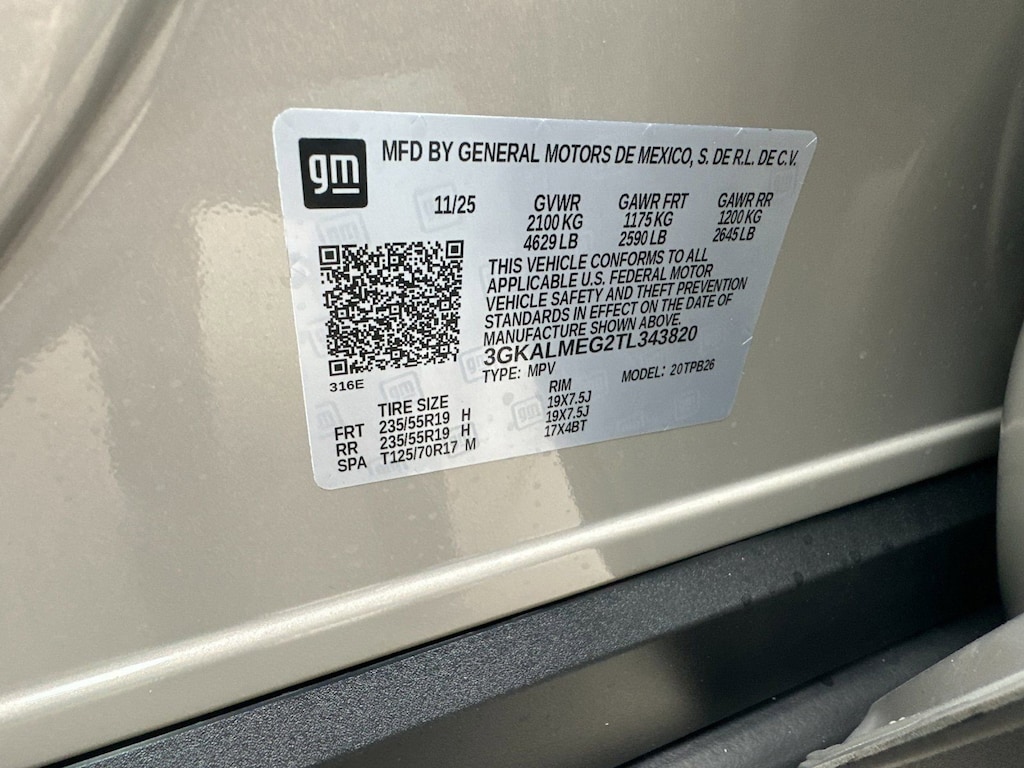 gm
MFD BY GENERAL MOTORS DE MEXICO, S. DE R.L. DE C.V.
11/25 GVWR GAWR FRT GAWR RR
2100 KG 1175 KG 1200 KG
4629 LB 2590 LB 2645 LB
THIS VEHICLE CONFORMS TO ALL
APPLICABLE U.S. FEDERAL MOTOR
VEHICLE SAFETY AND THEFT PREVENTION
STANDARDS IN EFFECT ON THE DATE OF
MANUFACTURE SHOWN ABOVE.
3GKALMEG2TL343820
TYPE: MPV MODEL: 20TPB26
316E
TIRE SIZE RIM
FRT 235/55R19 H 19X7.5J
RR 235/55R19 H 19X7.5J
SPA T125/70R17 M 17X4BT